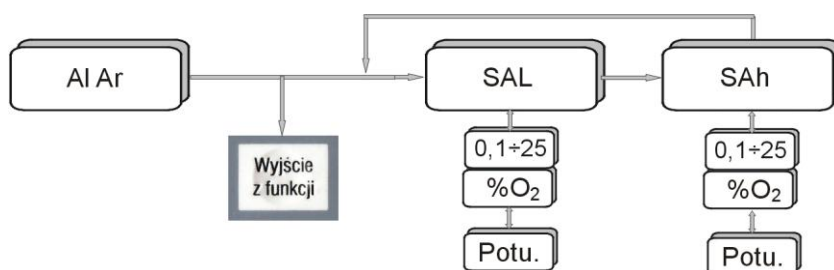 Al Ar
SAL
SAh
Wyjście
z funkcji
0,1÷25
%O₂
Potu.
0,1÷25
%O₂
Potu.